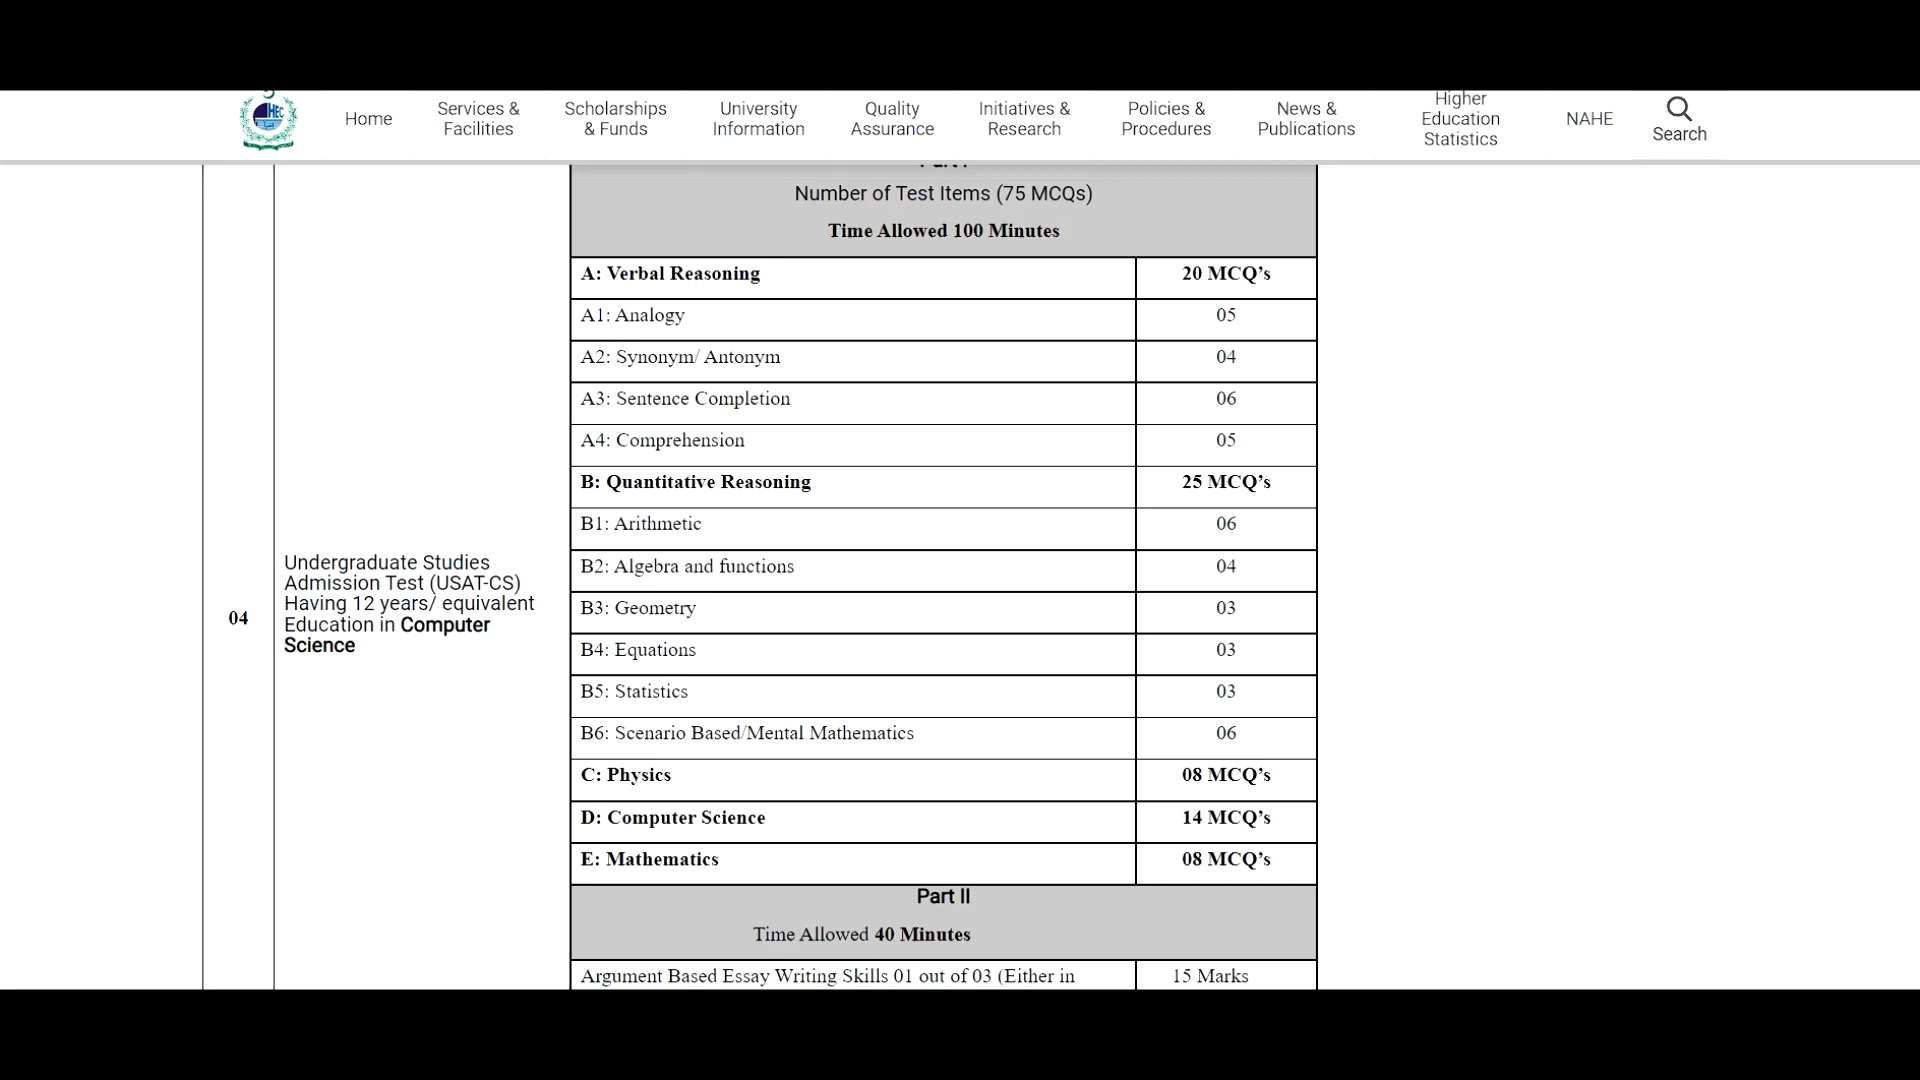 HEC
Home
Services &
Facilities
Scholarships
& Funds
University
Information
Quality
Assurance
Initiatives &
Research
Policies &
Procedures
News &
Publications
Higher
Education
Statistics
NAHE
Search
Number of Test Items (75 MCQs)
Time Allowed 100 Minutes
04
Undergraduate Studies
Admission Test (USAT-CS)
Having 12 years/ equivalent
Education in Computer
Science
A: Verbal Reasoning 20 MCQ’s
A1: Analogy 05
A2: Synonym/ Antonym 04
A3: Sentence Completion 06
A4: Comprehension 05
B: Quantitative Reasoning 25 MCQ’s
B1: Arithmetic 06
B2: Algebra and functions 04
B3: Geometry 03
B4: Equations 03
B5: Statistics 03
B6: Scenario Based/Mental Mathematics 06
C: Physics 08 MCQ’s
D: Computer Science 14 MCQ’s
E: Mathematics 08 MCQ’s
Part II
Time Allowed 40 Minutes
Argument Based Essay Writing Skills 01 out of 03 (Either in 15 Marks